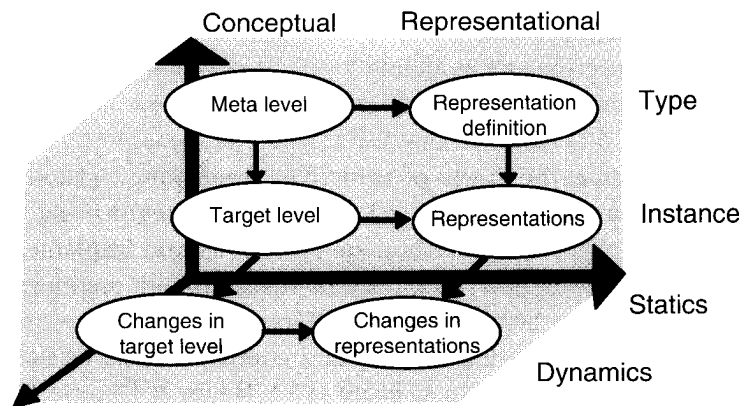 Conceptual Representational
Meta level
Representation
definition
Type
Target level
Representations
Instance
Statics
Changes in
target level
Changes in
representations
Dynamics